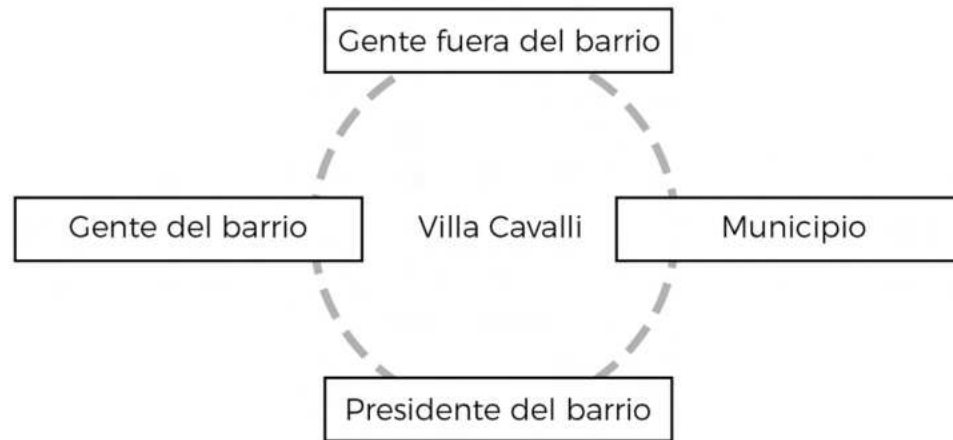 Gente fuera del barrio
Gente del barrio
Villa Cavalli
Municipio
Presidente del barrio